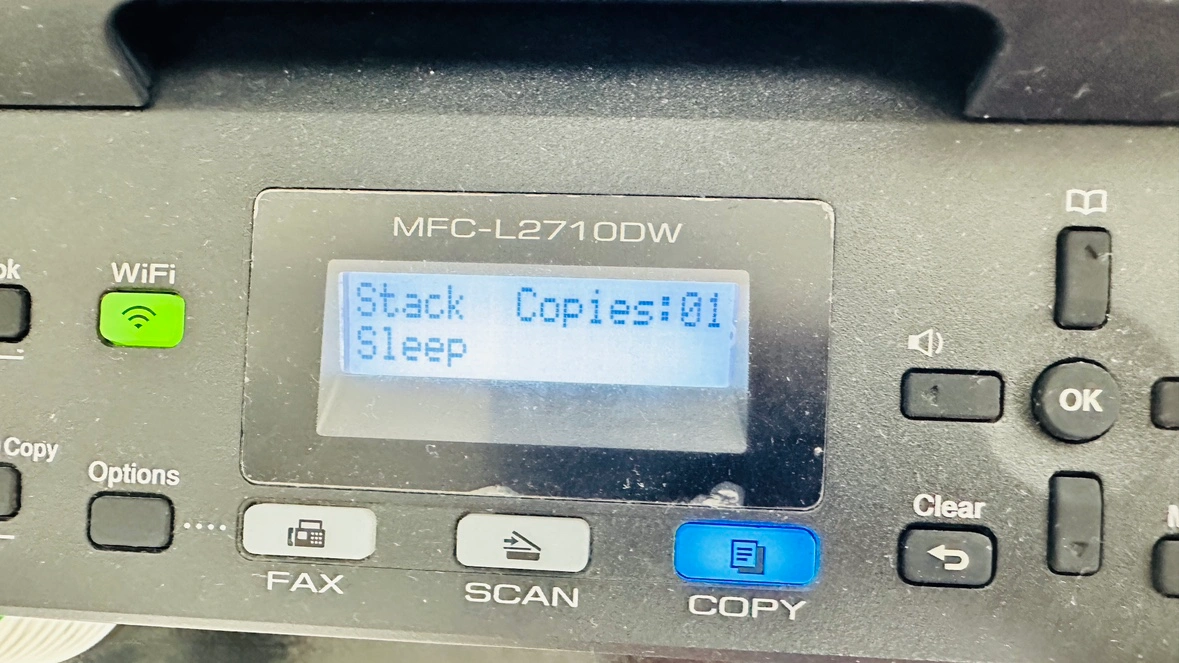 MFC-L2710DW
WiFi
Stack Copies:01
Sleep
OK
Copy
Options
Clear
FAX
SCAN
COPY